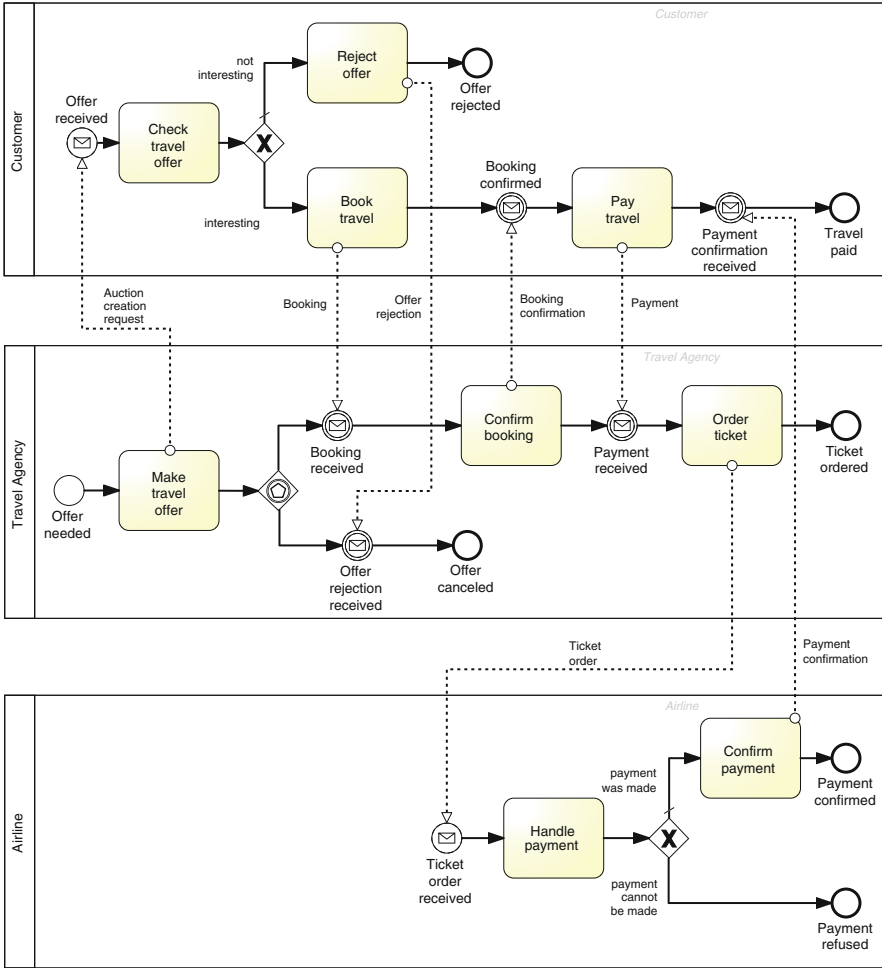 Customer
Customer
Offer
received
Check
travel
offer
not
interesting
Reject
offer
Offer
rejected
interesting
Book
travel
Booking
confirmed
Pay
travel
Payment
confirmation
received
Travel
paid
Auction
creation
request
Booking
Offer
rejection
Booking
confirmation
Payment
Travel Agency
Travel Agency
Offer
needed
Make
travel
offer
Booking
received
Confirm
booking
Payment
received
Order
ticket
Ticket
ordered
Offer
rejection
received
Offer
canceled
Ticket
order
Payment
confirmation
Airline
Airline
Ticket
order
received
Handle
payment
payment
was made
Confirm
payment
Payment
confirmed
payment
cannot
be made
Payment
refused